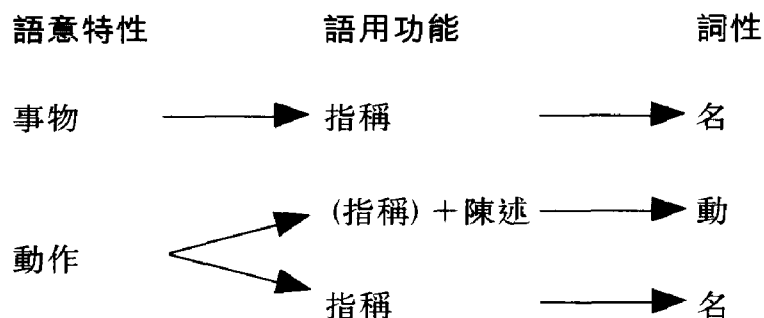 語意特性 語用功能 詞性
事物 指稱 名
(指稱)＋陳述 動
動作
指稱 名